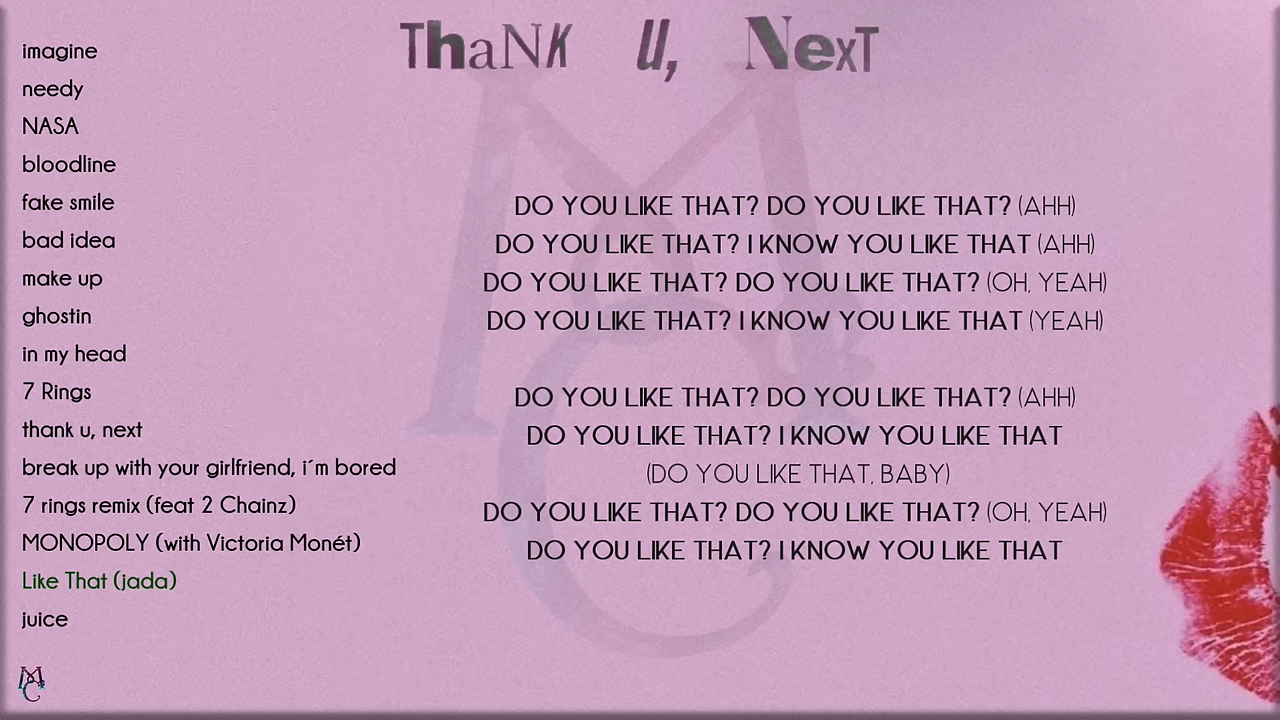 ThaNK U, NexT
imagine
needy
NASA
bloodline
fake smile
bad idea
make up
ghostin
in my head
7 Rings
thank u, next
break up with your girlfriend, i´m bored
7 rings remix (feat 2 Chainz)
MONOPOLY (with Victoria Monét)
Like That (jada)
juice
DO YOU LIKE THAT? DO YOU LIKE THAT? (AHH)
DO YOU LIKE THAT? I KNOW YOU LIKE THAT (AHH)
DO YOU LIKE THAT? DO YOU LIKE THAT? (OH, YEAH)
DO YOU LIKE THAT? I KNOW YOU LIKE THAT (YEAH)
DO YOU LIKE THAT? DO YOU LIKE THAT? (AHH)
DO YOU LIKE THAT? I KNOW YOU LIKE THAT
(DO YOU LIKE THAT, BABY)
DO YOU LIKE THAT? DO YOU LIKE THAT? (OH, YEAH)
DO YOU LIKE THAT? I KNOW YOU LIKE THAT
MC